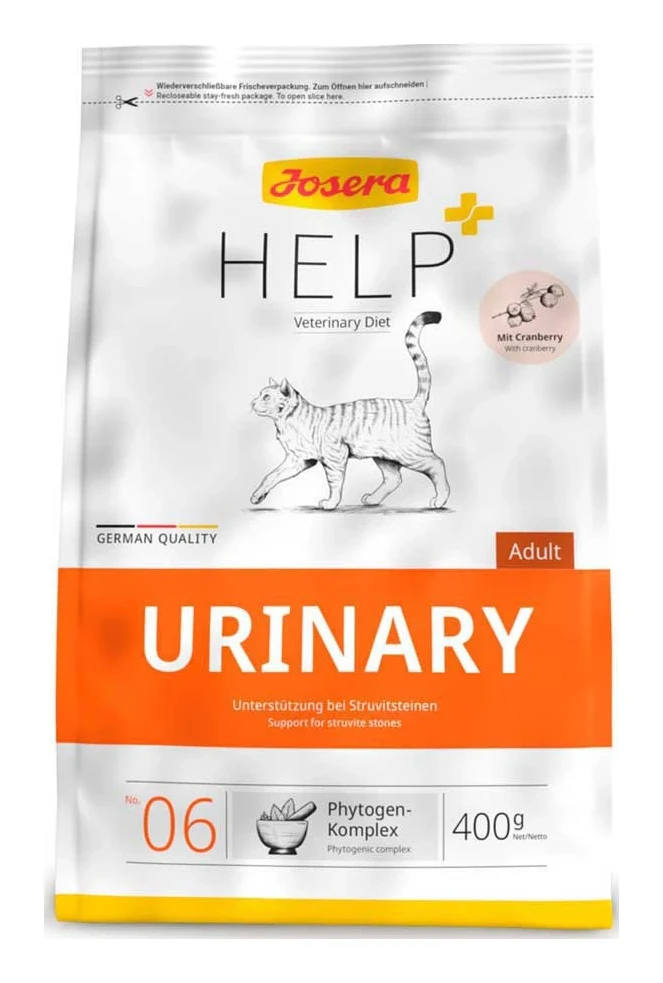 Wiederverschließbare Frischeverpackung. Zum Öffnen hier aufschneiden
Recloseable stay-fresh package. To open slice here.
Josera
HELP
Veterinary Diet
Mit Cranberry
With cranberry
GERMAN QUALITY
Adult
URINARY
Unterstützung bei Struvitsteinen
Support for struvite stones
No. 06
Phytogen-
Komplex
Phytogenic complex
400g
Net/Netto